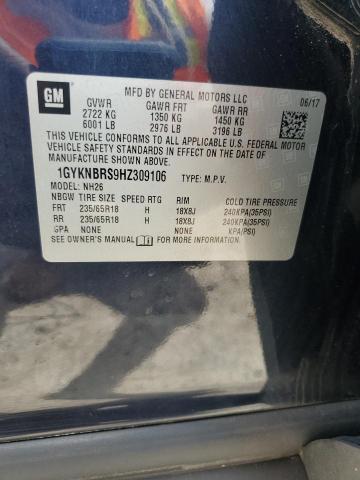 GM
MFD BY GENERAL MOTORS LLC 06/17
GVWR GAWR FRT GAWR RR
2722 KG 1350 KG 1450 KG
6001 LB 2976 LB 3196 LB
THIS VEHICLE CONFORMS TO ALL APPLICABLE U.S. FEDERAL
VEHICLE SAFETY, BUMPER, AND THEFT PREVENTION
STANDARDS IN EFFECT ON THE DATE OF MANUFACTURE
SHOWN ABOVE.
1GYKNBRS9HZ309106 TYPE: M.P.V.
MODEL: NH26
NBGW TIRE SIZE SPEED RTG RIM COLD TIRE PRESSURE
FRT 235/65R18 H 18X8J 240KPA(35PSI)
RR 235/65R18 H 18X8J 240KPA(35PSI)
SPA NONE NONE KPA(PSI)
SEE OWNER'S MANUAL FOR MORE INFORMATION.